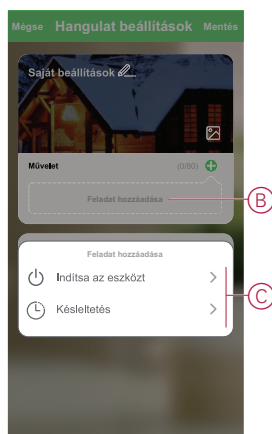 Mégse Hangulat beállítások Mentés
Saját beállítások
Művelet (0/80)
Feladat hozzáadása
B
Feladat hozzáadása
Indítsa az eszközt
C
Késleltetés